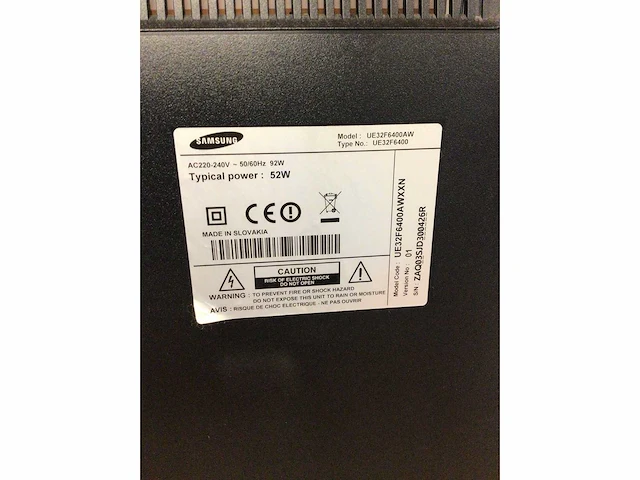 SAMSUNG
Model : UE32F6400AW
Type No.: UE32F6400
AC220-240V ~ 50/60Hz 92W
Typical power : 52W
CE
MADE IN SLOVAKIA
CAUTION
RISK OF ELECTRIC SHOCK
DO NOT OPEN
WARNING : TO PREVENT FIRE OR SHOCK HAZARD
DO NOT EXPOSE THIS UNIT TO RAIN OR MOISTURE
AVIS : RISQUE DE CHOC ELECTRIQUE - NE PAS OUVRIR
Model Code : UE32F6400AWXXN
Version No : 01
S/N : ZAQ03SJD300426R